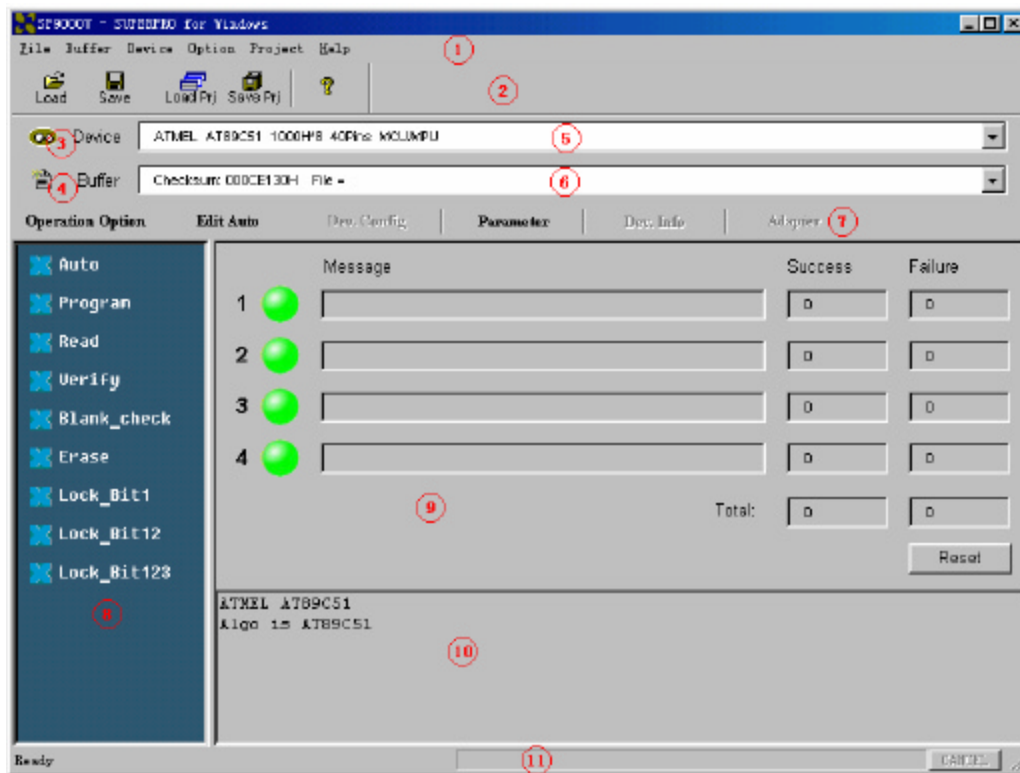 SP9000T - SUPERPRO for Windows
File Buffer Device Option Project Help 1
Load Save Load Prj Save Prj ? 2
3 Device ATMEL AT89C51 1000H*8 40Pins MCU/MPU 5
4 Buffer Checksum: 000CE130H File = 6
Operation Option Edit Auto Dev. Config Parameter Dev. Info Adapter 7
Auto
Program
Read
Verify
Blank_check
Erase
Lock_Bit1
Lock_Bit12
Lock_Bit123
8
Message Success Failure
1 0 0
2 0 0
3 0 0
4 0 0
9 Total: 0 0
Reset
ATMEL AT89C51
Algo is AT89C51
10
Ready 11 CANCEL